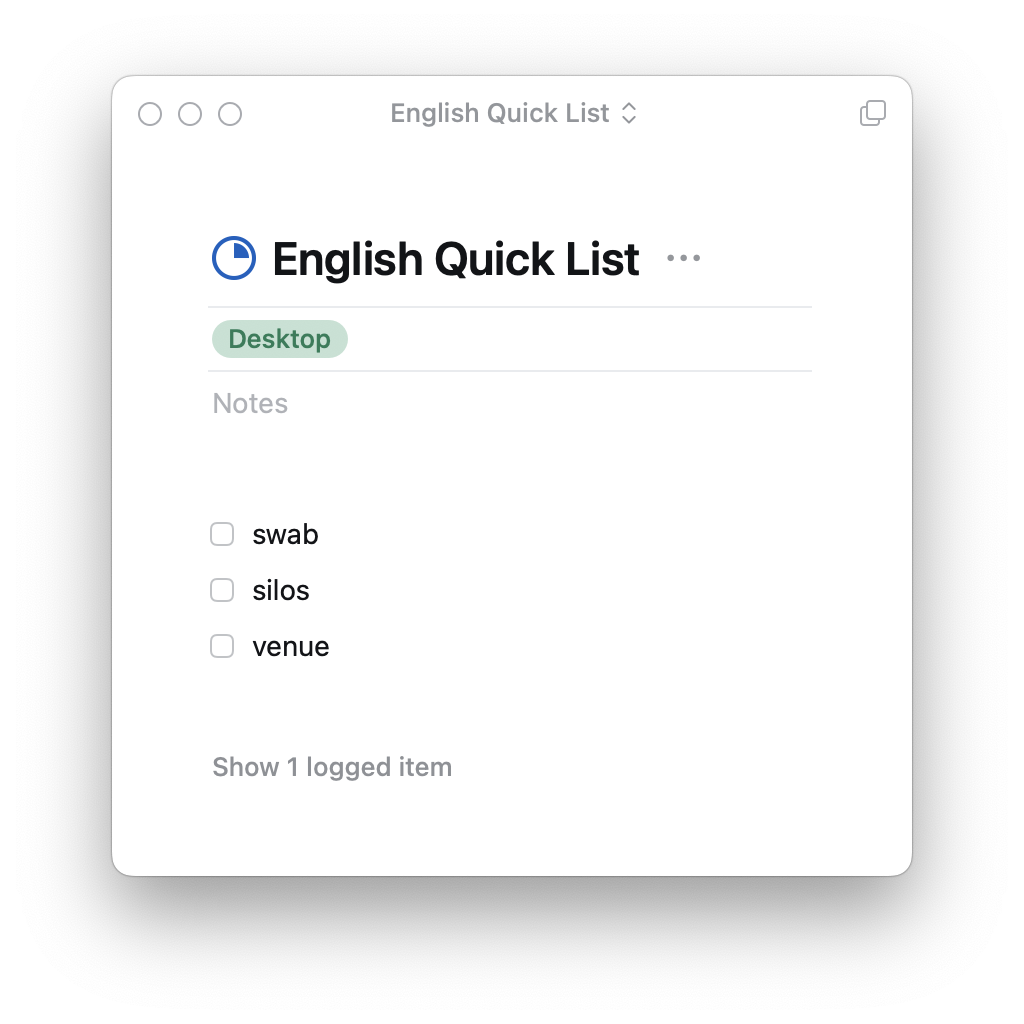 English Quick List
English Quick List
Desktop
Notes
swab
silos
venue
Show 1 logged item